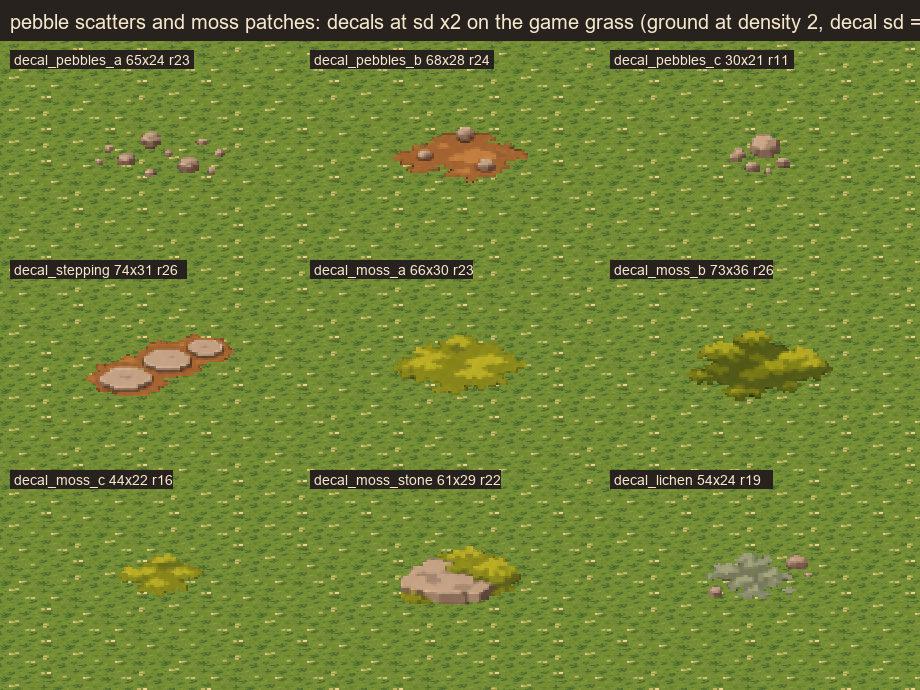 pebble scatters and moss patches: decals at sd x2 on the game grass (ground at density 2, decal sd =
decal_pebbles_a 65x24 r23
decal_pebbles_b 68x28 r24
decal_pebbles_c 30x21 r11
decal_stepping 74x31 r26
decal_moss_a 66x30 r23
decal_moss_b 73x36 r26
decal_moss_c 44x22 r16
decal_moss_stone 61x29 r22
decal_lichen 54x24 r19